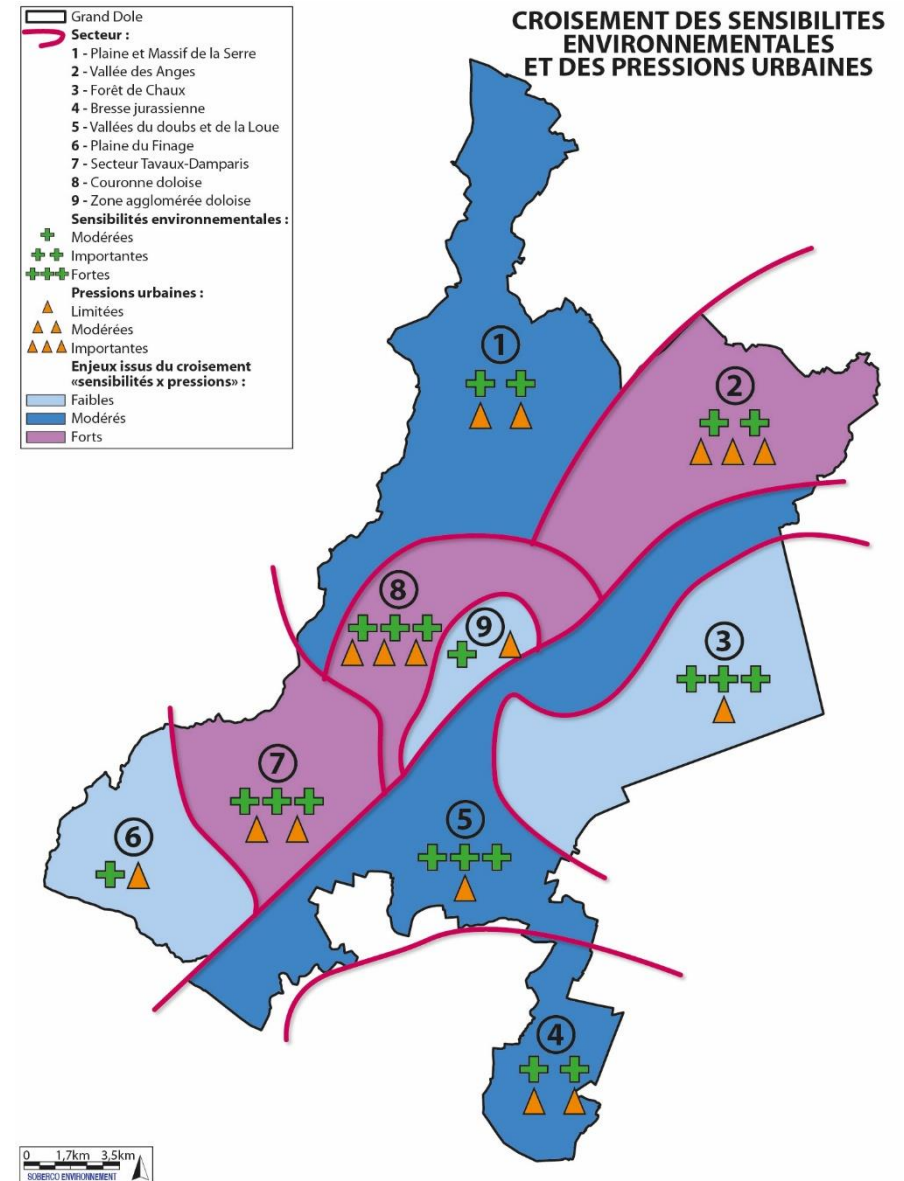 CROISEMENT DES SENSIBILITES
ENVIRONNEMENTALES
ET DES PRESSIONS URBAINES
Grand Dole
Secteur :
1 - Plaine et Massif de la Serre
2 - Vallée des Anges
3 - Forêt de Chaux
4 - Bresse jurassienne
5 - Vallées du doubs et de la Loue
6 - Plaine du Finage
7 - Secteur Tavaux-Damparis
8 - Couronne doloise
9 - Zone agglomérée doloise
Sensibilités environnementales :
Modérées
Importantes
Fortes
Pressions urbaines :
Limitées
Modérées
Importantes
Enjeux issus du croisement
«sensibilités x pressions» :
Faibles
Modérés
Forts
1
2
8
9
3
7
6
5
4
0 1,7km 3,5km
SOBERCO ENVIRONNEMENT